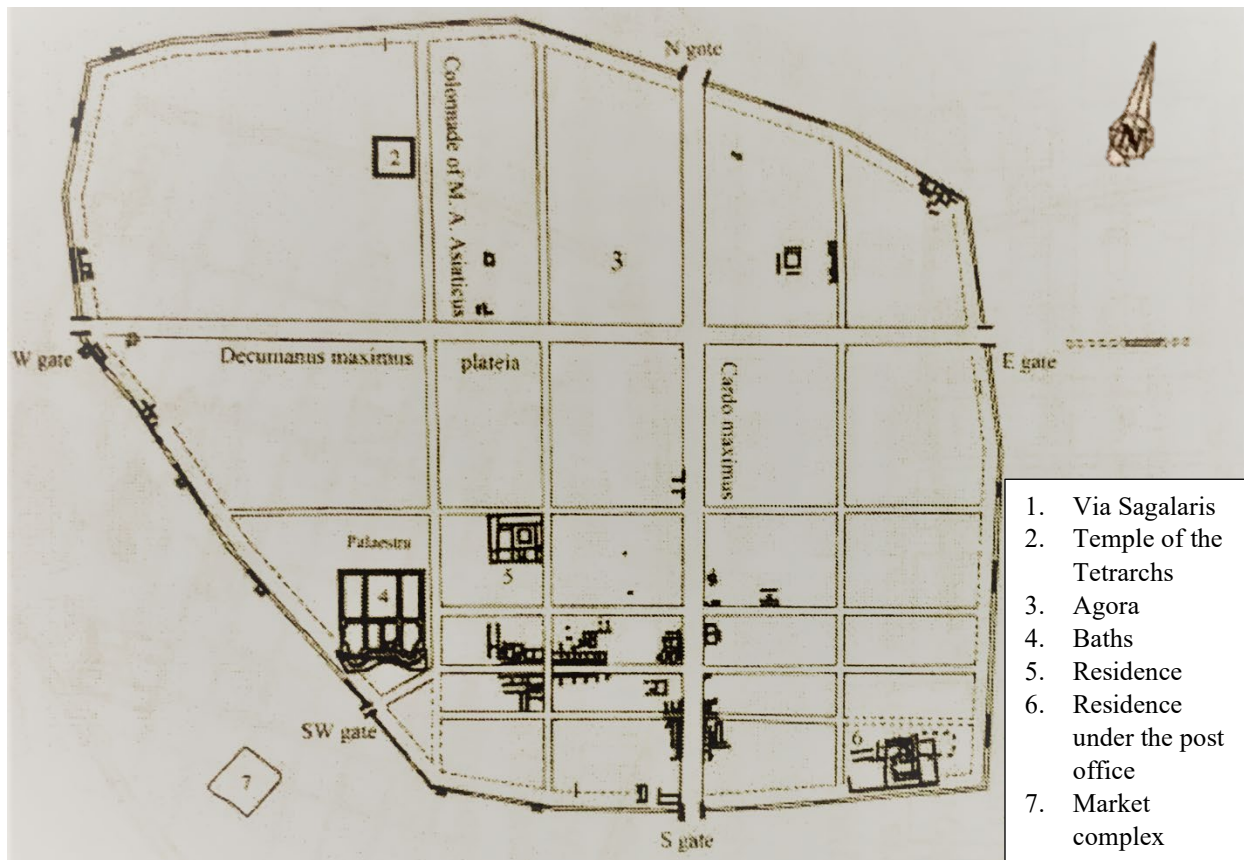 N gate
N
Colonnade of M. A. Asiaticus
2
3
W gate
Decumanus maximus
plateia
E gate
Cardo maximus
Palaestra
5
4
SW gate
6
7
S gate
1. Via Sagalaris
2. Temple of the
Tetrarchs
3. Agora
4. Baths
5. Residence
6. Residence
under the post
office
7. Market
complex